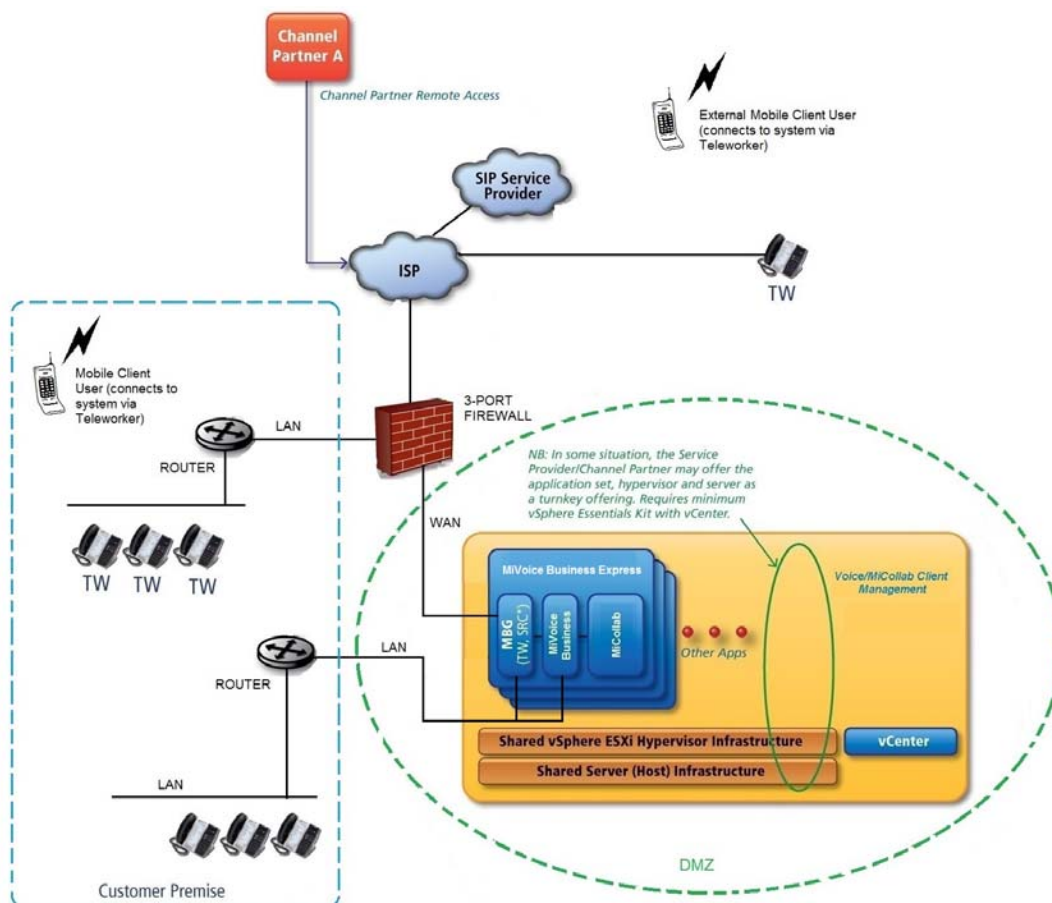 Channel
Partner A
Channel Partner Remote Access
External Mobile Client User
(connects to system via
Teleworker)
SIP Service
Provider
ISP
TW
Mobile Client
User (connects to
system via
Teleworker)
LAN
ROUTER
3-PORT
FIREWALL
TW
TW
TW
WAN
NB: In some situation, the Service
Provider/Channel Partner may offer the
application set, hypervisor and server as
a turnkey offering. Requires minimum
vSphere Essentials Kit with vCenter.
MiVoice Business Express
MBG
(TW, SRC*)
MiVoice
Business
MiCollab
Other Apps
Voice/MiCollab Client
Management
LAN
ROUTER
Shared vSphere ESXi Hypervisor Infrastructure
vCenter
Shared Server (Host) Infrastructure
LAN
DMZ
Customer Premise